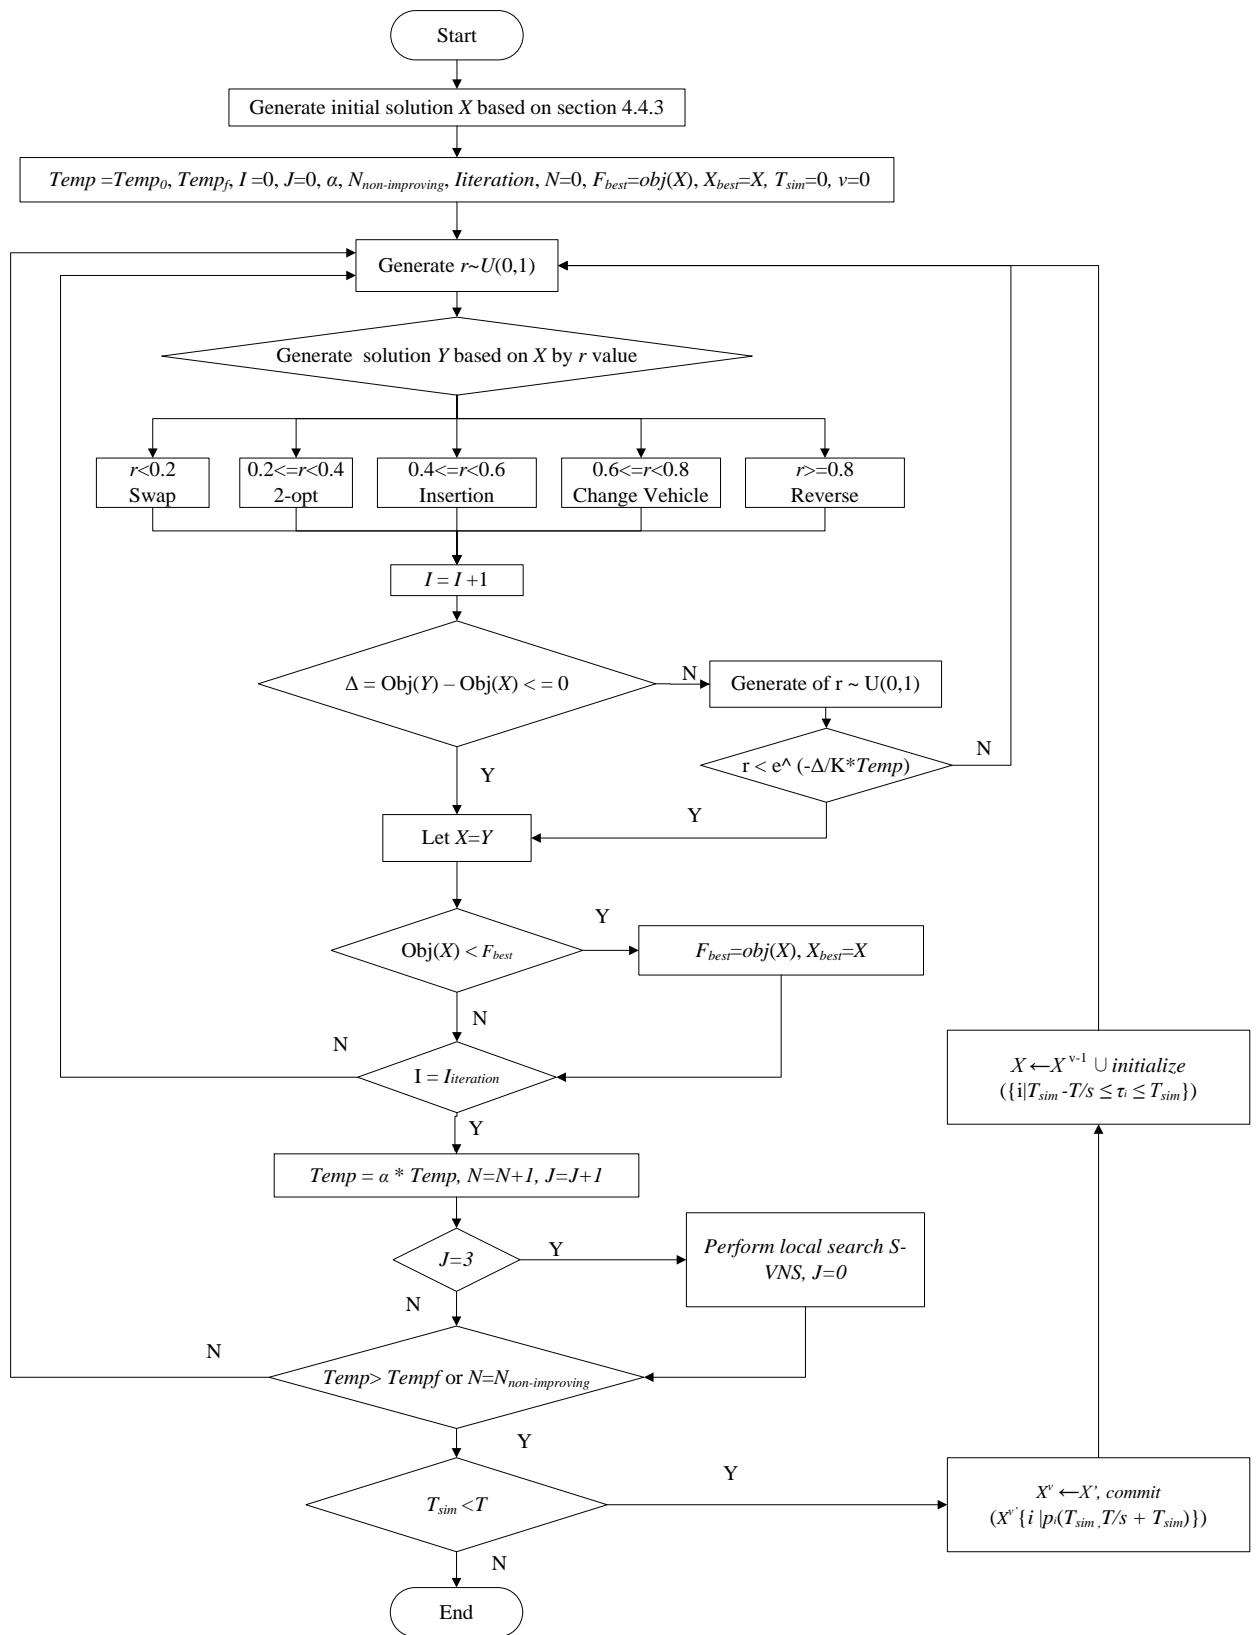 Start
Generate initial solution X based on section 4.4.3
Temp =Temp0, Tempf, I =0, J=0, α, Nnon-improving, Iiteration, N=0, Fbest=obj(X), Xbest=X, Tsim=0, v=0
Generate r~U(0,1)
Generate solution Y based on X by r value
r<0.2
Swap
0.2<=r<0.4
2-opt
0.4<=r<0.6
Insertion
0.6<=r<0.8
Change Vehicle
r>=0.8
Reverse
I = I +1
Δ = Obj(Y) – Obj(X) < = 0
N
Generate of r ~ U(0,1)
r < e^ (-Δ/K*Temp)
N
Y
Y
Let X=Y
Obj(X) < Fbest
Y
Fbest=obj(X), Xbest=X
N
N
I = Iiteration
X ←X v-1 ∪ initialize
({i|Tsim -T/s ≤ τi ≤ Tsim})
Y
Temp = α * Temp, N=N+1, J=J+1
J=3
Y
Perform local search S-
VNS, J=0
N
N
Temp> Tempf or N=Nnon-improving
Y
Tsim <T
Y
Xv ←X', commit
(Xv'{i |pi(Tsim ,T/s + Tsim)})
N
End